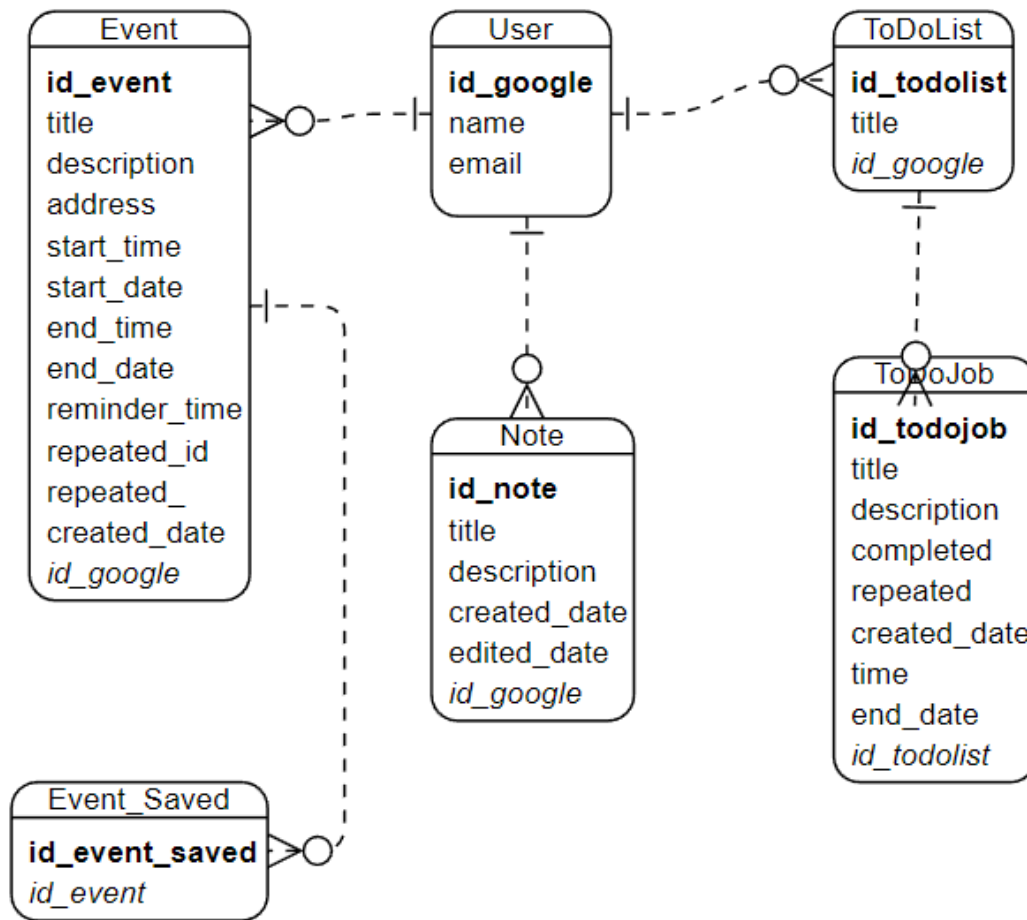 Event
id_event
title
description
address
start_time
start_date
end_time
end_date
reminder_time
repeated_id
repeated_
created_date
id_google
User
id_google
name
email
ToDoList
id_todolist
title
id_google
Note
id_note
title
description
created_date
edited_date
id_google
ToDoJob
id_todojob
title
description
completed
repeated
created_date
time
end_date
id_todolist
Event_Saved
id_event_saved
id_event